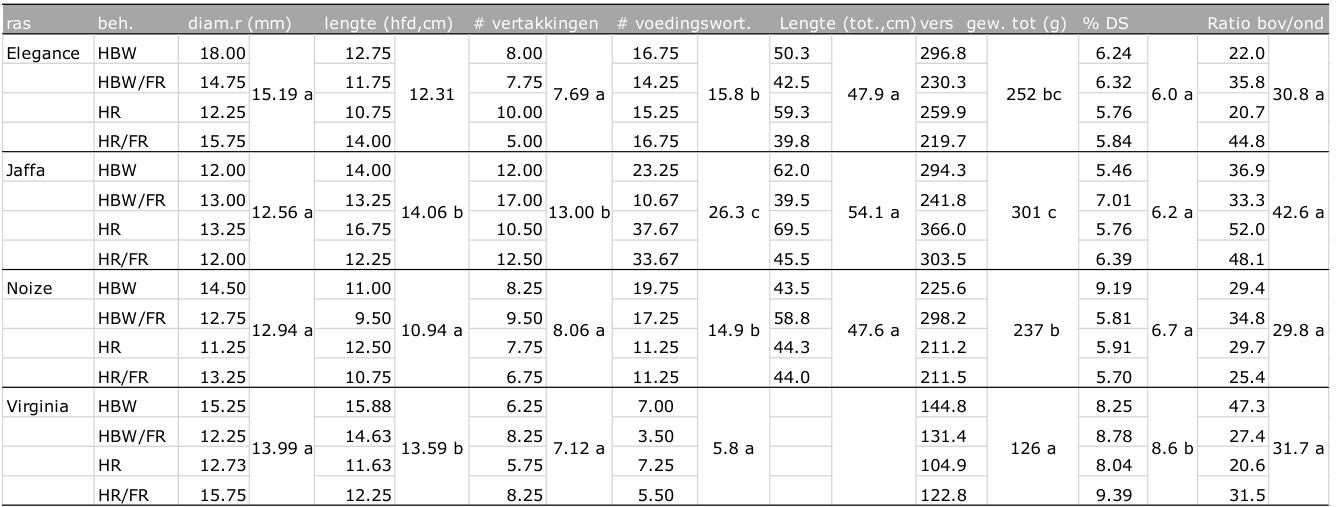 ras beh. diam.r (mm) lengte (hfd,cm) # vertakkingen # voedingswort. Lengte (tot.,cm) vers gew. tot (g) % DS Ratio bov/ond
Elegance HBW 18.00 12.75 8.00 16.75 50.3 296.8 6.24 22.0
HBW/FR 14.75 11.75 7.75 14.25 42.5 230.3 6.32 35.8
15.19 a 12.31 7.69 a 15.8 b 47.9 a 252 bc 6.0 a 30.8 a
HR 12.25 10.75 10.00 15.25 59.3 259.9 5.76 20.7
HR/FR 15.75 14.00 5.00 16.75 39.8 219.7 5.84 44.8
Jaffa HBW 12.00 14.00 12.00 23.25 62.0 294.3 5.46 36.9
HBW/FR 13.00 13.25 17.00 10.67 39.5 241.8 7.01 33.3
12.56 a 14.06 b 13.00 b 26.3 c 54.1 a 301 c 6.2 a 42.6 a
HR 13.25 16.75 10.50 37.67 69.5 366.0 5.76 52.0
HR/FR 12.00 12.25 12.50 33.67 45.5 303.5 6.39 48.1
Noize HBW 14.50 11.00 8.25 19.75 43.5 225.6 9.19 29.4
HBW/FR 12.75 9.50 9.50 17.25 58.8 298.2 5.81 34.8
12.94 a 10.94 a 8.06 a 14.9 b 47.6 a 237 b 6.7 a 29.8 a
HR 11.25 12.50 7.75 11.25 44.3 211.2 5.91 29.7
HR/FR 13.25 10.75 6.75 11.25 44.0 211.5 5.70 25.4
Virginia HBW 15.25 15.88 6.25 7.00 144.8 8.25 47.3
HBW/FR 12.25 14.63 8.25 3.50 131.4 8.78 27.4
13.99 a 13.59 b 7.12 a 5.8 a 126 a 8.6 b 31.7 a
HR 12.73 11.63 5.75 7.25 104.9 8.04 20.6
HR/FR 15.75 12.25 8.25 5.50 122.8 9.39 31.5